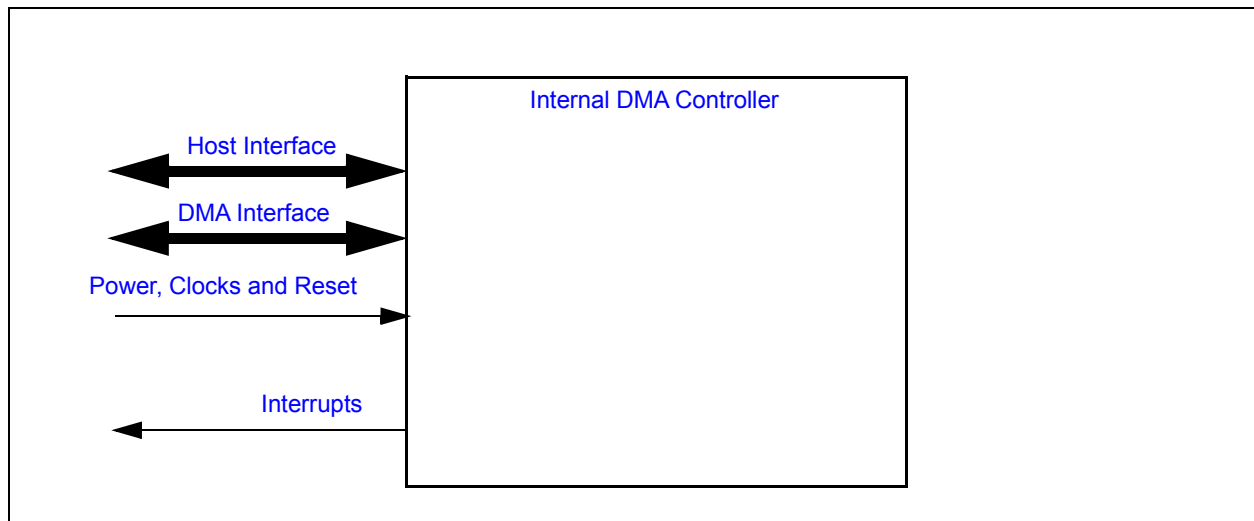 Internal DMA Controller
Host Interface
DMA Interface
Power, Clocks and Reset
Interrupts